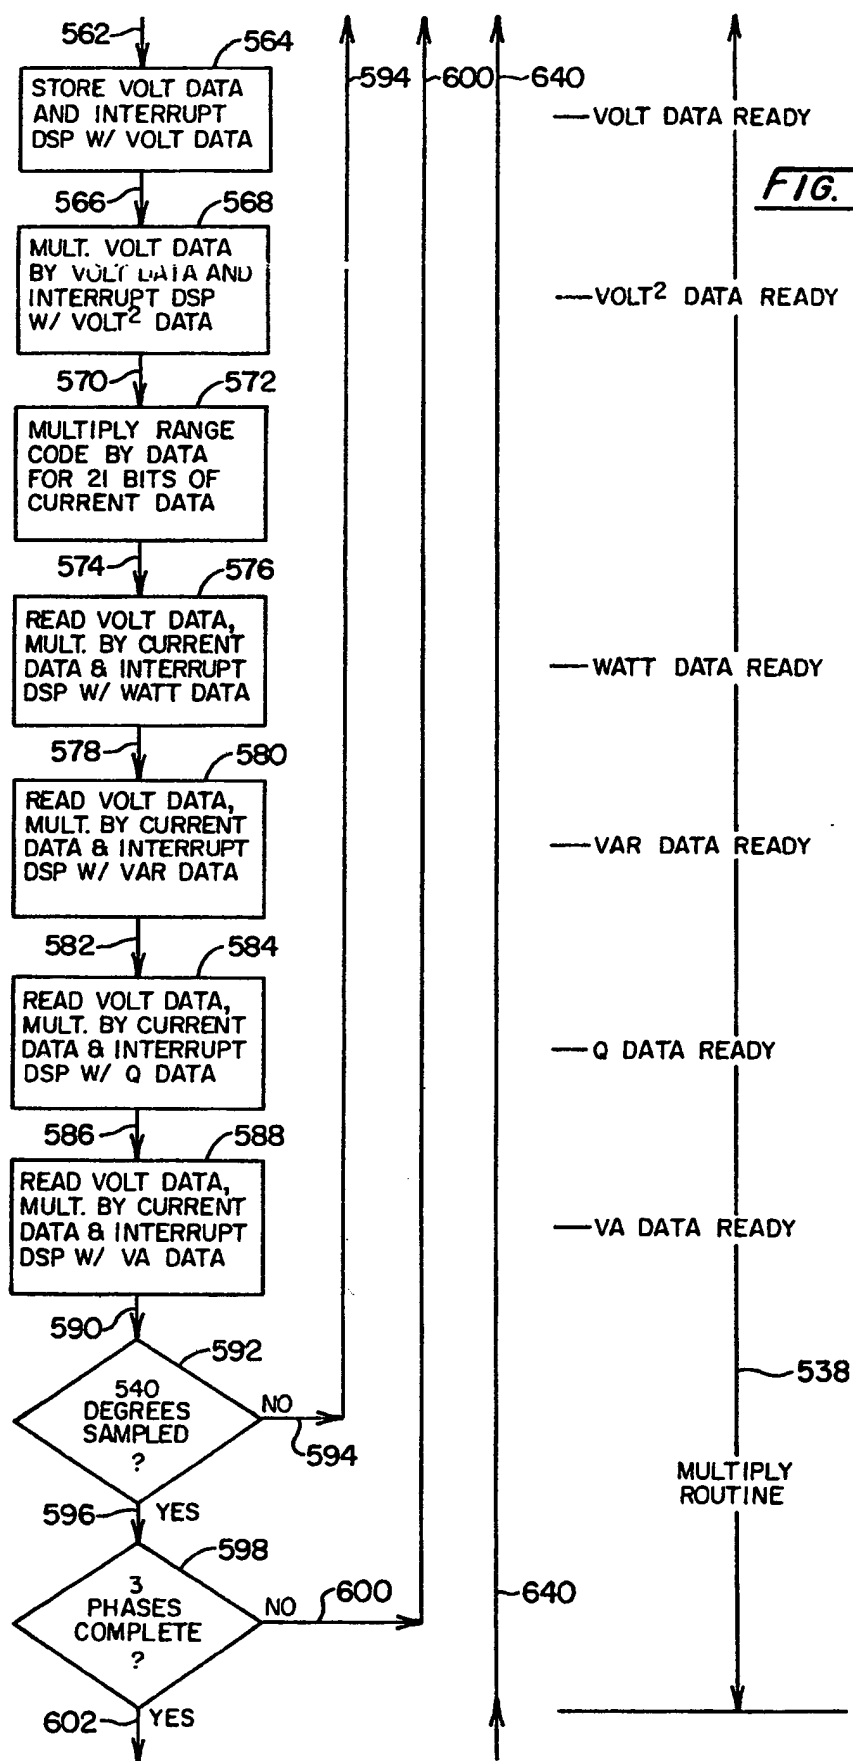 562
564
STORE VOLT DATA
AND INTERRUPT
DSP W/ VOLT DATA
594
600
640
VOLT DATA READY
FIG.
566
568
MULT. VOLT DATA
BY VOLT DATA AND
INTERRUPT DSP
W/ VOLT² DATA
VOLT² DATA READY
570
572
MULTIPLY RANGE
CODE BY DATA
FOR 21 BITS OF
CURRENT DATA
574
576
READ VOLT DATA,
MULT. BY CURRENT
DATA & INTERRUPT
DSP W/ WATT DATA
WATT DATA READY
578
580
READ VOLT DATA,
MULT. BY CURRENT
DATA & INTERRUPT
DSP W/ VAR DATA
VAR DATA READY
582
584
READ VOLT DATA,
MULT. BY CURRENT
DATA & INTERRUPT
DSP W/ Q DATA
Q DATA READY
586
588
READ VOLT DATA,
MULT. BY CURRENT
DATA & INTERRUPT
DSP W/ VA DATA
VA DATA READY
590
592
540
DEGREES
SAMPLED
?
NO
594
538
MULTIPLY
ROUTINE
596
YES
598
3
PHASES
COMPLETE
?
NO
600
640
602
YES